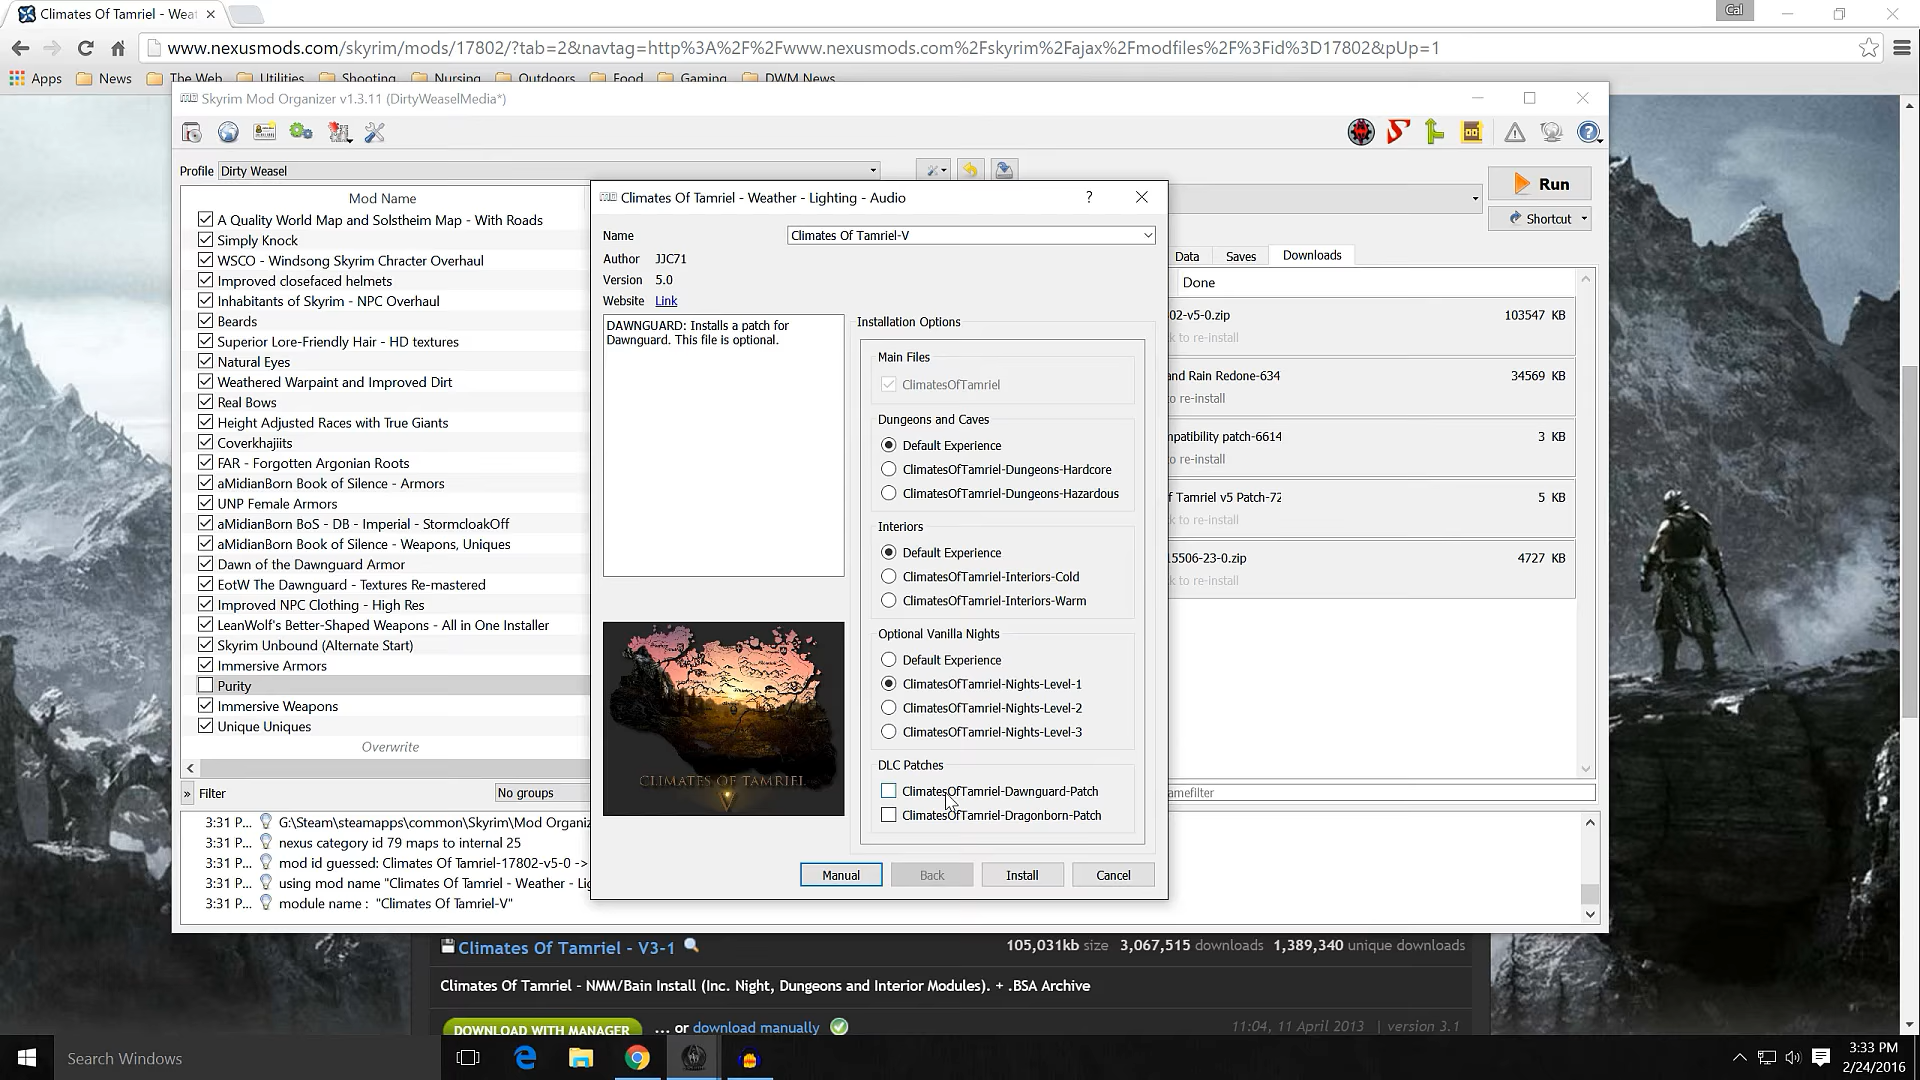 Climates Of Tamriel - Wea
Cal
www.nexusmods.com/skyrim/mods/17802/?tab=2&navtag=http%3A%2F%2Fwww.nexusmods.com%2Fskyrim%2Fajax%2Fmodfiles%2F%3Fid%3D17802&pUp=1
Apps News The Web Utilities Shooting Nursing Outdoors Food Gaming DWM News
Skyrim Mod Organizer v1.3.11 (DirtyWeaselMedia*)
Profile Dirty Weasel
Run
Shortcut
Mod Name
A Quality World Map and Solstheim Map - With Roads
Simply Knock
WSCO - Windsong Skyrim Chracter Overhaul
Improved closefaced helmets
Inhabitants of Skyrim - NPC Overhaul
Beards
Superior Lore-Friendly Hair - HD textures
Natural Eyes
Weathered Warpaint and Improved Dirt
Real Bows
Height Adjusted Races with True Giants
Coverkhajiits
FAR - Forgotten Argonian Roots
aMidianBorn Book of Silence - Armors
UNP Female Armors
aMidianBorn BoS - DB - Imperial - StormcloakOff
aMidianBorn Book of Silence - Weapons, Uniques
Dawn of the Dawnguard Armor
EotW The Dawnguard - Textures Re-mastered
Improved NPC Clothing - High Res
LeanWolf's Better-Shaped Weapons - All in One Installer
Skyrim Unbound (Alternate Start)
Immersive Armors
Purity
Immersive Weapons
Unique Uniques
Overwrite
» Filter
No groups
Climates Of Tamriel - Weather - Lighting - Audio
?
Name Climates Of Tamriel-V
Author JJC71
Version 5.0
Website Link
DAWNGUARD: Installs a patch for
Dawnguard. This file is optional.
CLIMATES OF TAMRIEL
V
Installation Options
Main Files
ClimatesOfTamriel
Dungeons and Caves
Default Experience
ClimatesOfTamriel-Dungeons-Hardcore
ClimatesOfTamriel-Dungeons-Hazardous
Interiors
Default Experience
ClimatesOfTamriel-Interiors-Cold
ClimatesOfTamriel-Interiors-Warm
Optional Vanilla Nights
Default Experience
ClimatesOfTamriel-Nights-Level-1
ClimatesOfTamriel-Nights-Level-2
ClimatesOfTamriel-Nights-Level-3
DLC Patches
ClimatesOfTamriel-Dawnguard-Patch
ClimatesOfTamriel-Dragonborn-Patch
Manual Back Install Cancel
Data Saves Downloads
Done
02-v5-0.zip 103547 KB
k to re-install
and Rain Redone-634 34569 KB
o re-install
mpatibility patch-6614 3 KB
o re-install
f Tamriel v5 Patch-72 5 KB
k to re-install
15506-23-0.zip 4727 KB
k to re-install
amefilter
3:31 P... G:\Steam\steamapps\common\Skyrim\Mod Organiz
3:31 P... nexus category id 79 maps to internal 25
3:31 P... mod id guessed: Climates Of Tamriel-17802-v5-0 ->
3:31 P... using mod name "Climates Of Tamriel - Weather - Li
3:31 P... module name : "Climates Of Tamriel-V"
Climates Of Tamriel - V3-1 105,031kb size 3,067,515 downloads 1,389,340 unique downloads
Climates Of Tamriel - NMM/Bain Install (Inc. Night, Dungeons and Interior Modules). + .BSA Archive
DOWNLOAD WITH MANAGER ... or download manually 11:04, 11 April 2013 | version 3.1
Search Windows
3:33 PM
2/24/2016